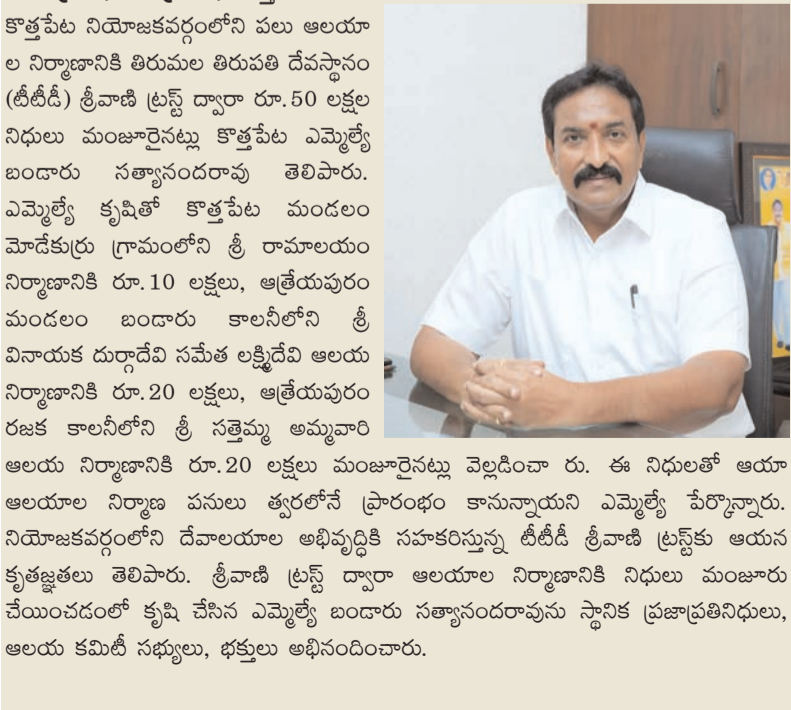 కొత్తపేట నియోజకవర్గంలోని పలు ఆలయా
ల నిర్మాణానికి తిరుమల తిరుపతి దేవస్థానం
(టీటీడీ) శ్రీవాణి ట్రస్ట్ ద్వారా రూ.50 లక్షల
నిధులు మంజూరైనట్లు కొత్తపేట ఎమ్మెల్యే
బండారు సత్యానందరావు తెలిపారు.
ఎమ్మెల్యే కృషితో కొత్తపేట మండలం
మోడేకుర్రు గ్రామంలోని శ్రీ రామాలయం
నిర్మాణానికి రూ.10 లక్షలు, ఆత్రేయపురం
మండలం బండారు కాలనీలోని శ్రీ
వినాయక దుర్గాదేవి సమేత లక్ష్మిదేవి ఆలయ
నిర్మాణానికి రూ.20 లక్షలు, ఆత్రేయపురం
రజక కాలనీలోని శ్రీ సత్తెమ్మ అమ్మవారి
ఆలయ నిర్మాణానికి రూ.20 లక్షలు మంజూరైనట్లు వెల్లడించా రు. ఈ నిధులతో ఆయా
ఆలయాల నిర్మాణ పనులు త్వరలోనే ప్రారంభం కానున్నాయని ఎమ్మెల్యే పేర్కొన్నారు.
నియోజకవర్గంలోని దేవాలయాల అభివృద్ధికి సహకరిస్తున్న టీటీడీ శ్రీవాణి ట్రస్ట్‌కు ఆయన
కృతజ్ఞతలు తెలిపారు. శ్రీవాణి ట్రస్ట్ ద్వారా ఆలయాల నిర్మాణానికి నిధులు మంజూరు
చేయించడంలో కృషి చేసిన ఎమ్మెల్యే బండారు సత్యానందరావును స్థానిక ప్రజాప్రతినిధులు,
ఆలయ కమిటీ సభ్యులు, భక్తులు అభినందించారు.